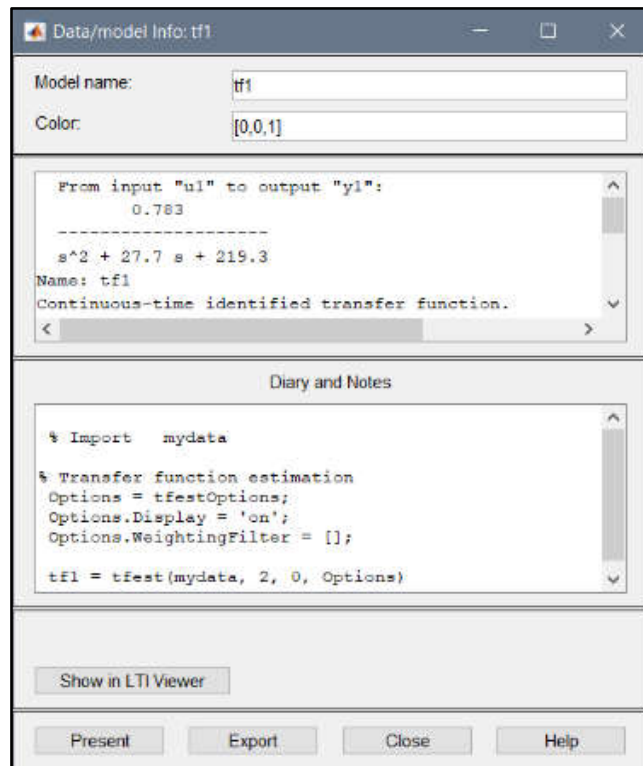 Data/model Info: tf1
Model name: tf1
Color: [0,0,1]
From input "u1" to output "y1":
0.783
--------------------
s^2 + 27.7 s + 219.3
Name: tf1
Continuous-time identified transfer function.
Diary and Notes
% Import mydata
% Transfer function estimation
Options = tfestOptions;
Options.Display = 'on';
Options.WeightingFilter = [];
tf1 = tfest(mydata, 2, 0, Options)
Show in LTI Viewer
Present Export Close Help